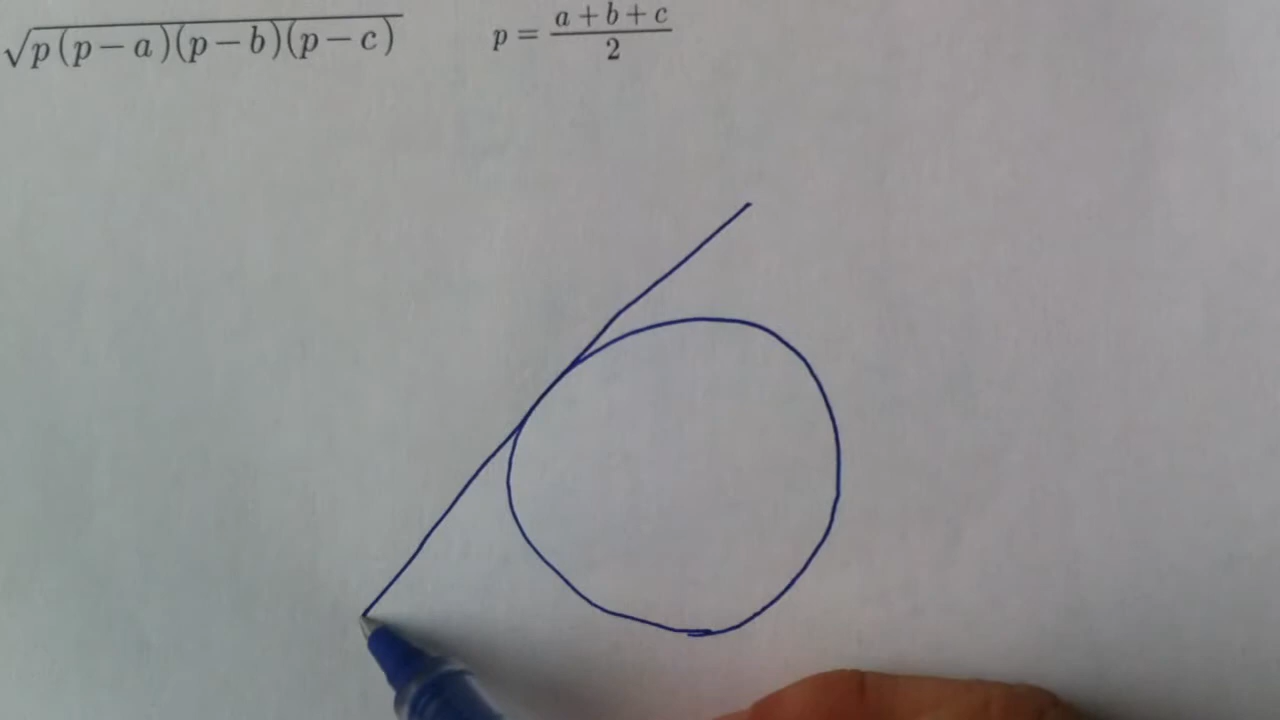 √p(p−a)(p−b)(p−c) p = a+b+c/2